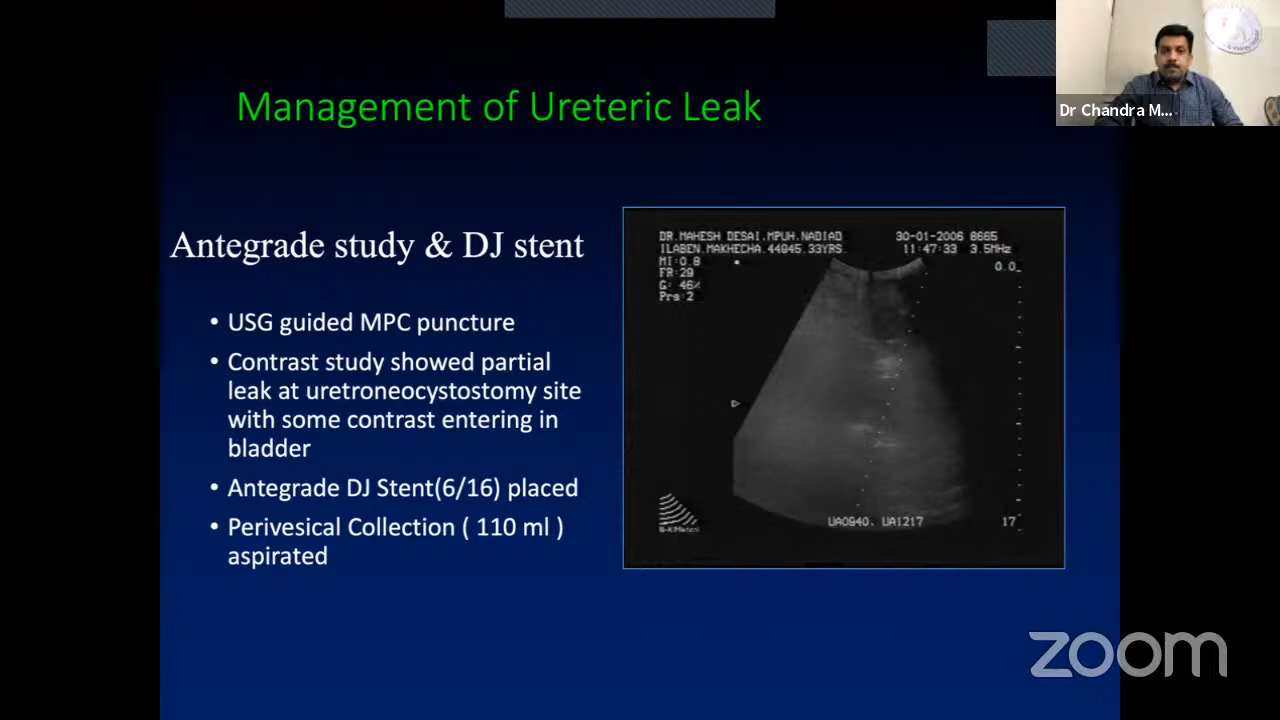 Management of Ureteric Leak
Dr Chandra M...
Antegrade study & DJ stent
• USG guided MPC puncture
• Contrast study showed partial
leak at uretroneocystostomy site
with some contrast entering in
bladder
• Antegrade DJ Stent(6/16) placed
• Perivesical Collection ( 110 ml )
aspirated
DR.MAHESH DESAI.MPUH.NADIAD 30-01-2006 8665
ILABEN.MAKHECHA.44945.33YRS. 11:47:33 3.5MHz
MI:0.8 0.0
FR:29
G: 46%
Prs:2
UA0940. UA1217 17
zoom